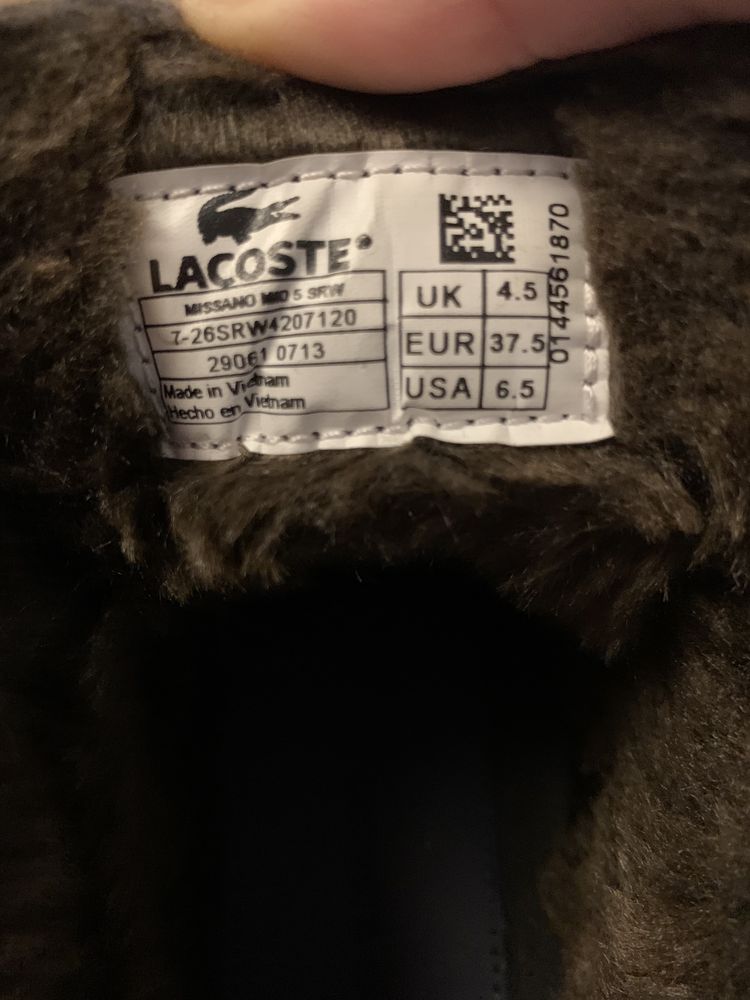 LACOSTE®
MISSANO MID 5 SRW
7-26SRW4207120
29061 0713
Made in Vietnam
Hecho en Vietnam
UK 4.5
EUR 37.5
USA 6.5
0144561870